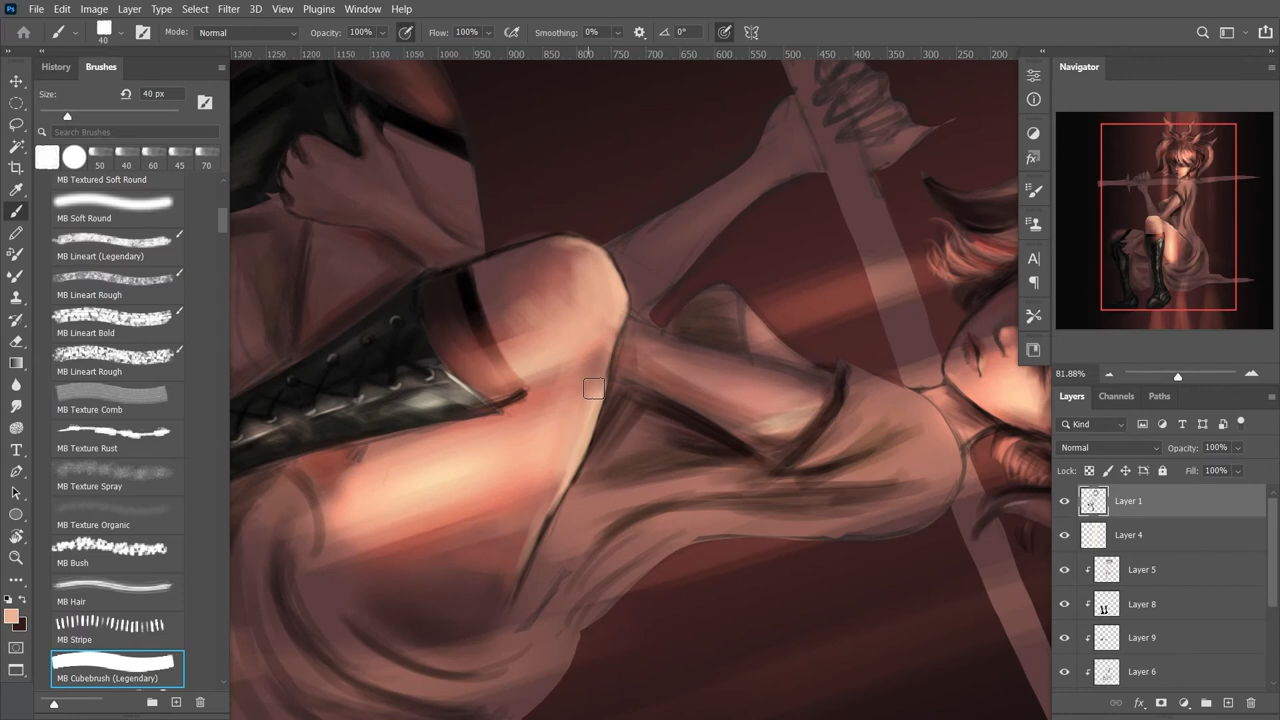 Ps File Edit Image Layer Type Select Filter 3D View Plugins Window Help
40 Mode: Normal Opacity: 100% Flow: 100% Smoothing: 0% 0°
1300 1250 1200 1150 1100 1050 1000 950 900 850 800 750 700 650 600 550 500 450 400 350 300 250 200
History Brushes
Size: 40 px
Search Brushes
50 40 60 45 70
MB Textured Soft Round
MB Soft Round
MB Lineart (Legendary)
MB Lineart Rough
MB Lineart Bold
MB Lineart Rough
MB Texture Comb
MB Texture Rust
MB Texture Spray
MB Texture Organic
MB Bush
MB Hair
MB Stripe
MB Cubebrush (Legendary)
Navigator
81.88%
Layers Channels Paths
Kind
Normal Opacity: 100%
Lock: Fill: 100%
Layer 1
Layer 4
Layer 5
Layer 8
Layer 9
Layer 6